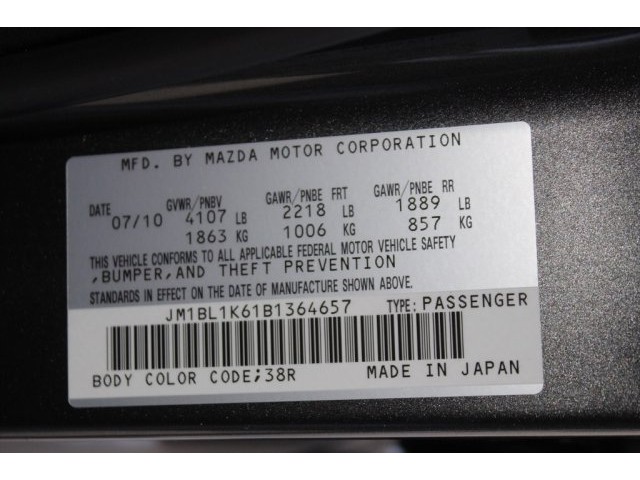 MFD. BY MAZDA MOTOR CORPORATION
DATE GVWR/PNBV GAWR/PNBE FRT GAWR/PNBE RR
07/10 4107 LB 2218 LB 1889 LB
1863 KG 1006 KG 857 KG
THIS VEHICLE CONFORMS TO ALL APPLICABLE FEDERAL MOTOR VEHICLE SAFETY
,BUMPER,AND THEFT PREVENTION
STANDARDS IN EFFECT ON THE DATE OF MANUFACTURE SHOWN ABOVE.
JM1BL1K61B1364657 TYPE: PASSENGER
BODY COLOR CODE;38R MADE IN JAPAN